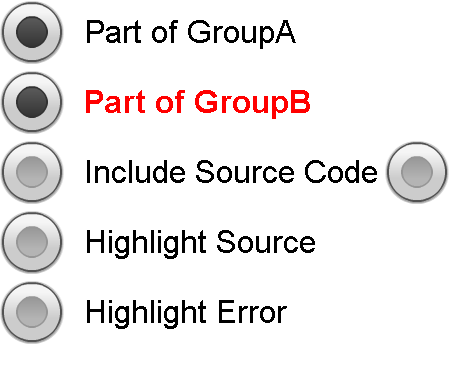 Part of GroupA
Part of GroupB
Include Source Code
Highlight Source
Highlight Error